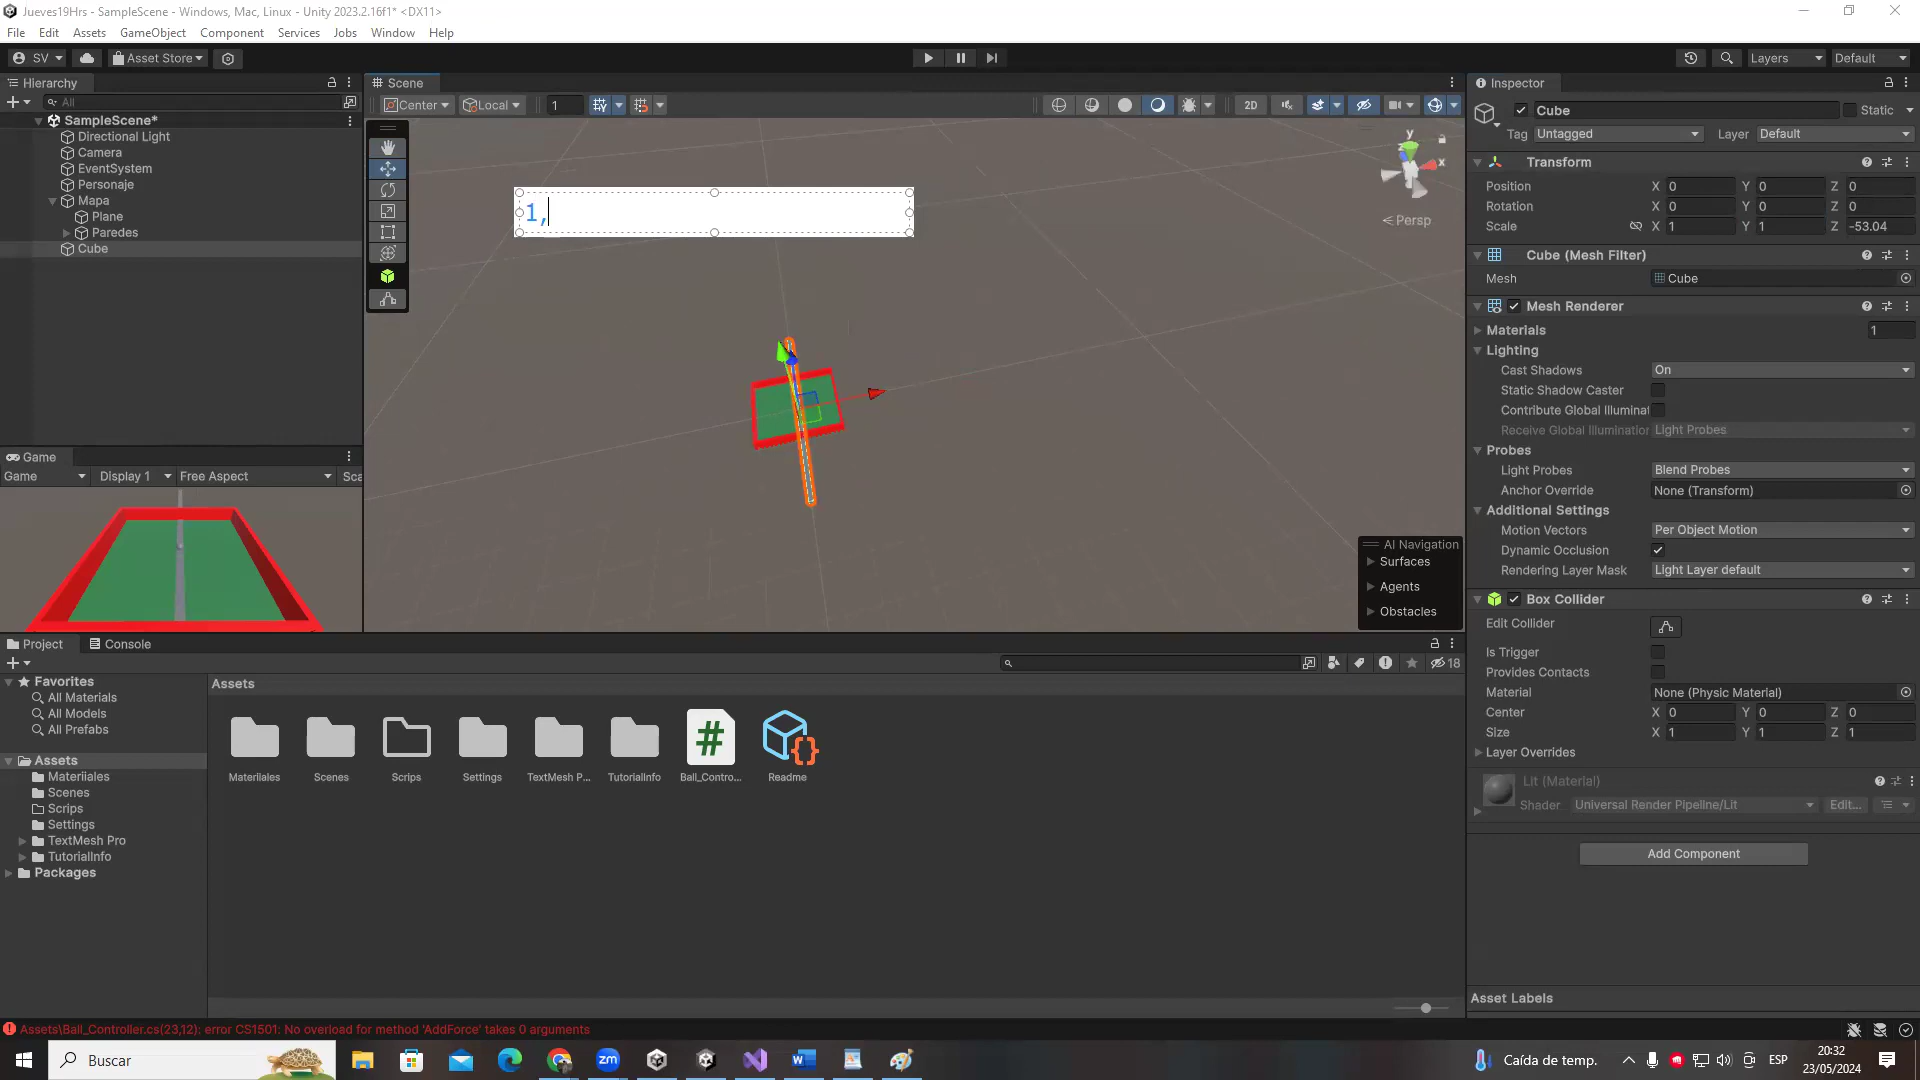 Jueves19Hrs - SampleScene - Windows, Mac, Linux - Unity 2023.2.16f1* <DX11>
File Edit Assets GameObject Component Services Jobs Window Help
SV Asset Store Layers Default
Hierarchy
All
SampleScene*
Directional Light
Camera
EventSystem
Personaje
Mapa
Plane
Paredes
Cube
Scene
Center Local 1 2D
1,
y
x
z
< Persp
AI Navigation
Surfaces
Agents
Obstacles
Game
Game Display 1 Free Aspect Sca
Inspector
Cube Static
Tag Untagged Layer Default
Transform
Position X 0 Y 0 Z 0
Rotation X 0 Y 0 Z 0
Scale X 1 Y 1 Z -53.04
Cube (Mesh Filter)
Mesh Cube
Mesh Renderer
Materials 1
Lighting
Cast Shadows On
Static Shadow Caster
Contribute Global Illuminat
Receive Global Illumination Light Probes
Probes
Light Probes Blend Probes
Anchor Override None (Transform)
Additional Settings
Motion Vectors Per Object Motion
Dynamic Occlusion
Rendering Layer Mask Light Layer default
Box Collider
Edit Collider
Is Trigger
Provides Contacts
Material None (Physic Material)
Center X 0 Y 0 Z 0
Size X 1 Y 1 Z 1
Layer Overrides
Lit (Material)
Shader Universal Render Pipeline/Lit Edit...
Add Component
Asset Labels
Project Console
18
Favorites
All Materials
All Models
All Prefabs
Assets
Materiiales
Scenes
Scrips
Settings
TextMesh Pro
TutorialInfo
Packages
Assets
Materiiales Scenes Scrips Settings TextMesh P... TutorialInfo Ball_Contro... Readme
Assets\Ball_Controller.cs(23,12): error CS1501: No overload for method 'AddForce' takes 0 arguments
Buscar
Caída de temp.
ESP
20:32
23/05/2024